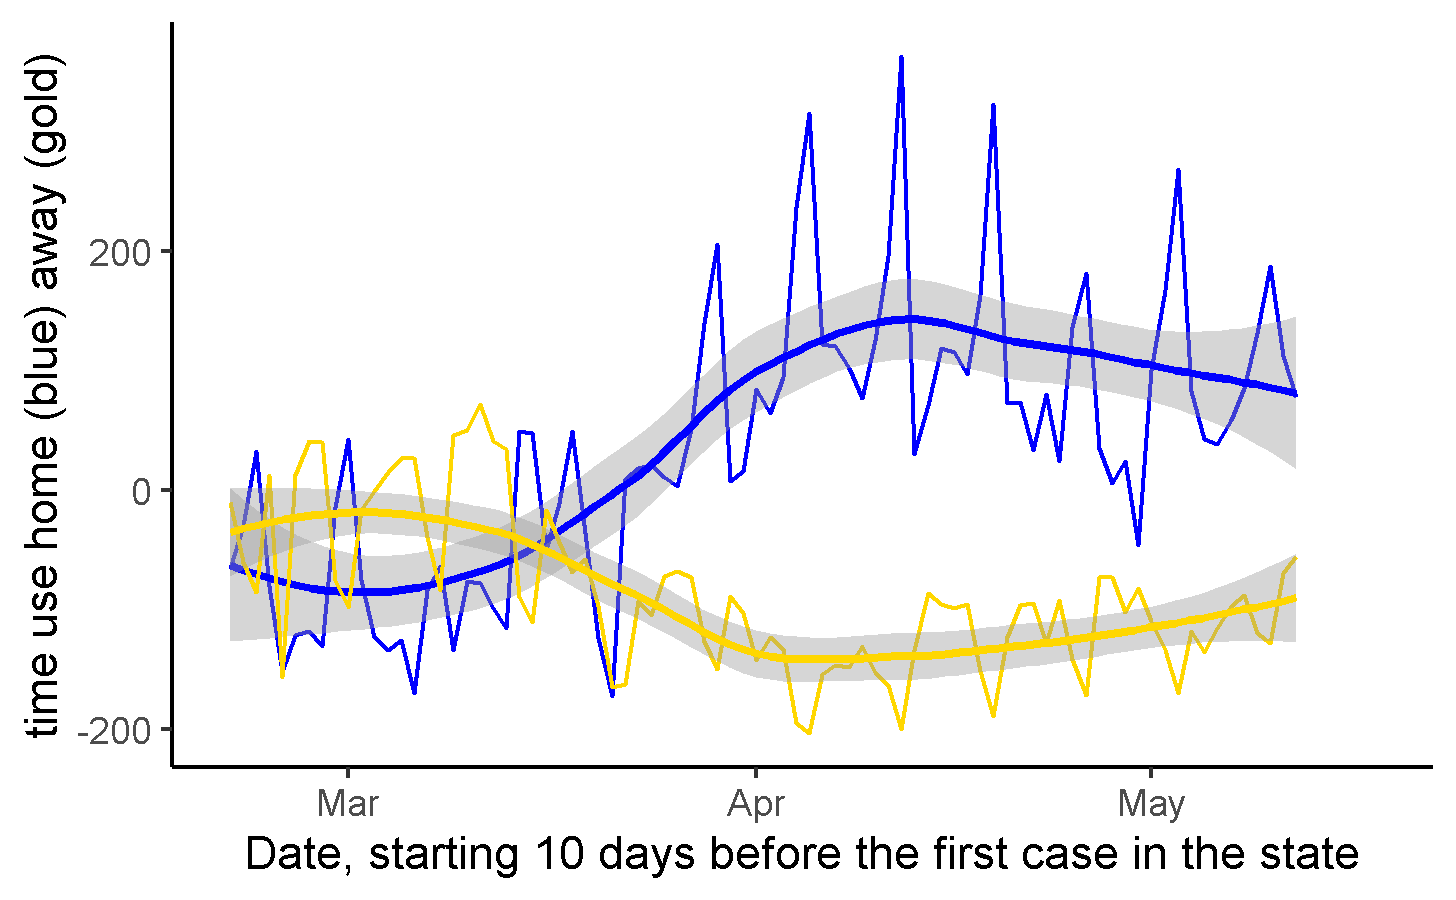 time use home (blue) away (gold)
200
0
-200
Mar
Apr
May
Date, starting 10 days before the first case in the state